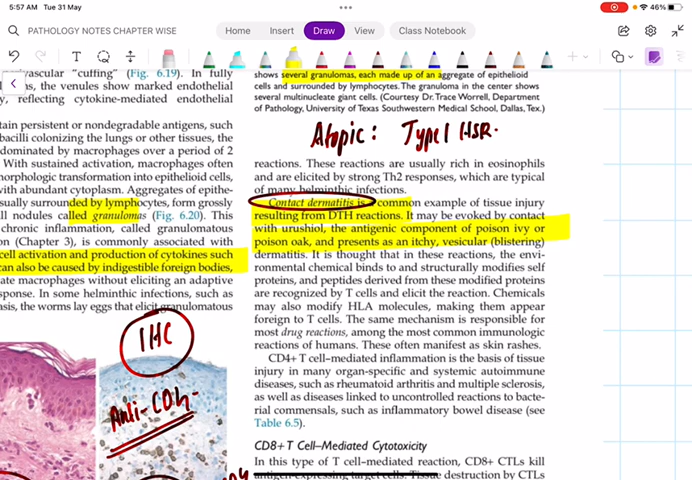 5:57 AM Tue 31 May
46%
PATHOLOGY NOTES CHAPTER WISE
Home Insert Draw View Class Notebook
vascular "cuffing" (Fig. 6.19). In fully
, the venules show marked endothelial
y, reflecting cytokine-mediated endothelial
tain persistent or nondegradable antigens, such
bacilli colonizing the lungs or other tissues, the
dominated by macrophages over a period of 2
With sustained activation, macrophages often
morphologic transformation into epithelioid cells,
with abundant cytoplasm. Aggregates of epithe-
usually surrounded by lymphocytes, form grossly
ll nodules called granulomas (Fig. 6.20). This
chronic inflammation, called granulomatous
on (Chapter 3), is commonly associated with
cell activation and production of cytokines such
can also be caused by indigestible foreign bodies,
ate macrophages without eliciting an adaptive
sponse. In some helminthic infections, such as
asis, the worms lay eggs that elicit granulomatous
IHC
Anti-CD4
shows several granulomas, each made up of an aggregate of epithelioid
cells and surrounded by lymphocytes. The granuloma in the center shows
several multinucleate giant cells. (Courtesy Dr. Trace Worrell, Department
of Pathology, University of Texas Southwestern Medical School, Dallas, Tex.)
Atopic : Type 1 HSR.
reactions. These reactions are usually rich in eosinophils
and are elicited by strong Th2 responses, which are typical
of many helminthic infections.
Contact dermatitis is a common example of tissue injury
resulting from DTH reactions. It may be evoked by contact
with urushiol, the antigenic component of poison ivy or
poison oak, and presents as an itchy, vesicular (blistering)
dermatitis. It is thought that in these reactions, the envi-
ronmental chemical binds to and structurally modifies self
proteins, and peptides derived from these modified proteins
are recognized by T cells and elicit the reaction. Chemicals
may also modify HLA molecules, making them appear
foreign to T cells. The same mechanism is responsible for
most drug reactions, among the most common immunologic
reactions of humans. These often manifest as skin rashes.
CD4+ T cell–mediated inflammation is the basis of tissue
injury in many organ-specific and systemic autoimmune
diseases, such as rheumatoid arthritis and multiple sclerosis,
as well as diseases linked to uncontrolled reactions to bacte-
rial commensals, such as inflammatory bowel disease (see
Table 6.5).
CD8+ T Cell–Mediated Cytotoxicity
In this type of T cell–mediated reaction, CD8+ CTLs kill
antigen-expressing target cells. Tissue destruction by CTLs